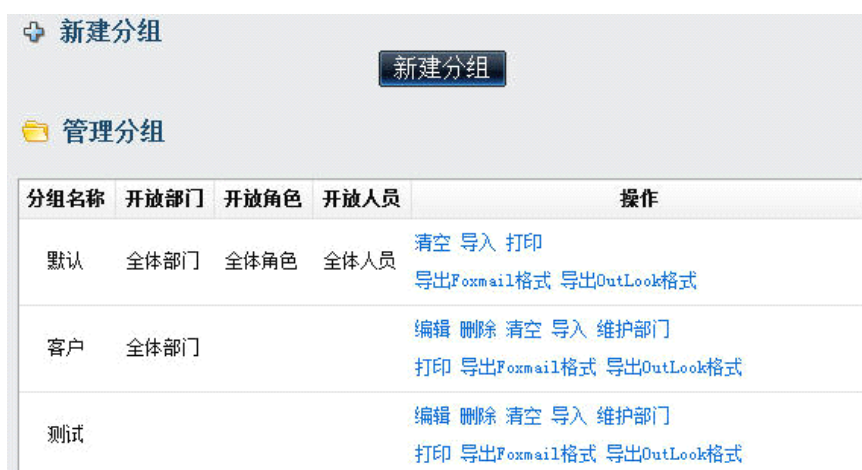 新建分组
新建分组
管理分组
分组名称 开放部门 开放角色 开放人员 操作
默认 全体部门 全体角色 全体人员 清空 导入 打印
导出Foxmail格式 导出OutLook格式
客户 全体部门 编辑 删除 清空 导入 维护部门
打印 导出Foxmail格式 导出OutLook格式
测试 编辑 删除 清空 导入 维护部门
打印 导出Foxmail格式 导出OutLook格式